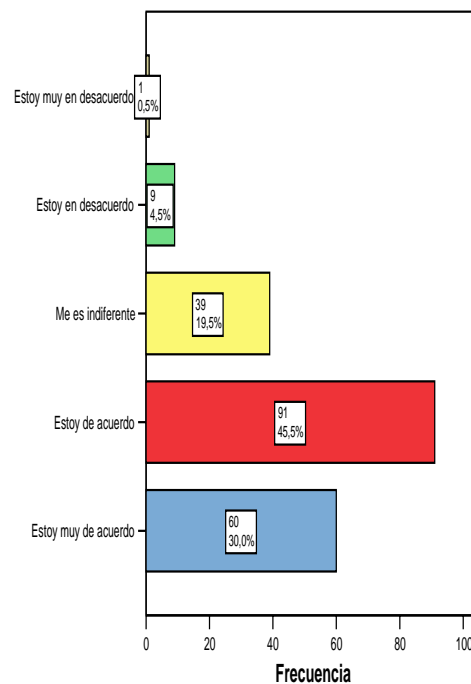 Estoy muy en desacuerdo
1
0,5%
Estoy en desacuerdo
9
4,5%
Me es indiferente
39
19,5%
Estoy de acuerdo
91
45,5%
Estoy muy de acuerdo
60
30,0%
0 20 40 60 80 100
Frecuencia